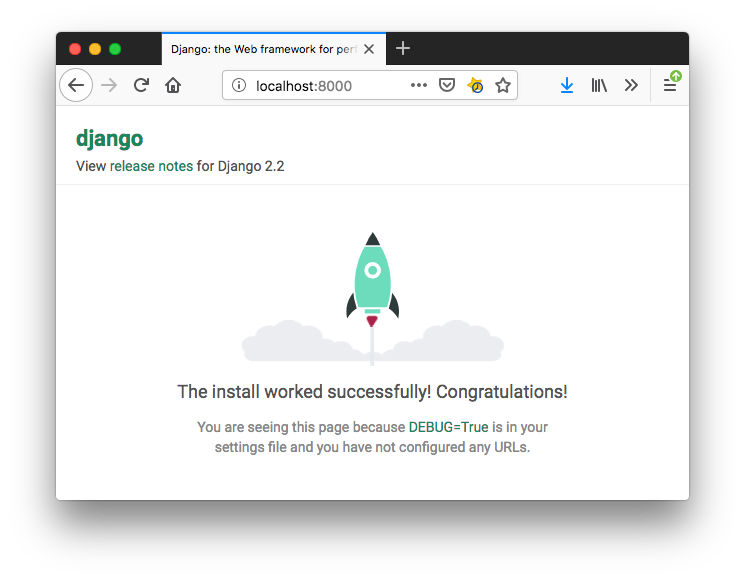 Django: the Web framework for perf
localhost:8000
django
View release notes for Django 2.2
The install worked successfully! Congratulations!
You are seeing this page because DEBUG=True is in your
settings file and you have not configured any URLs.